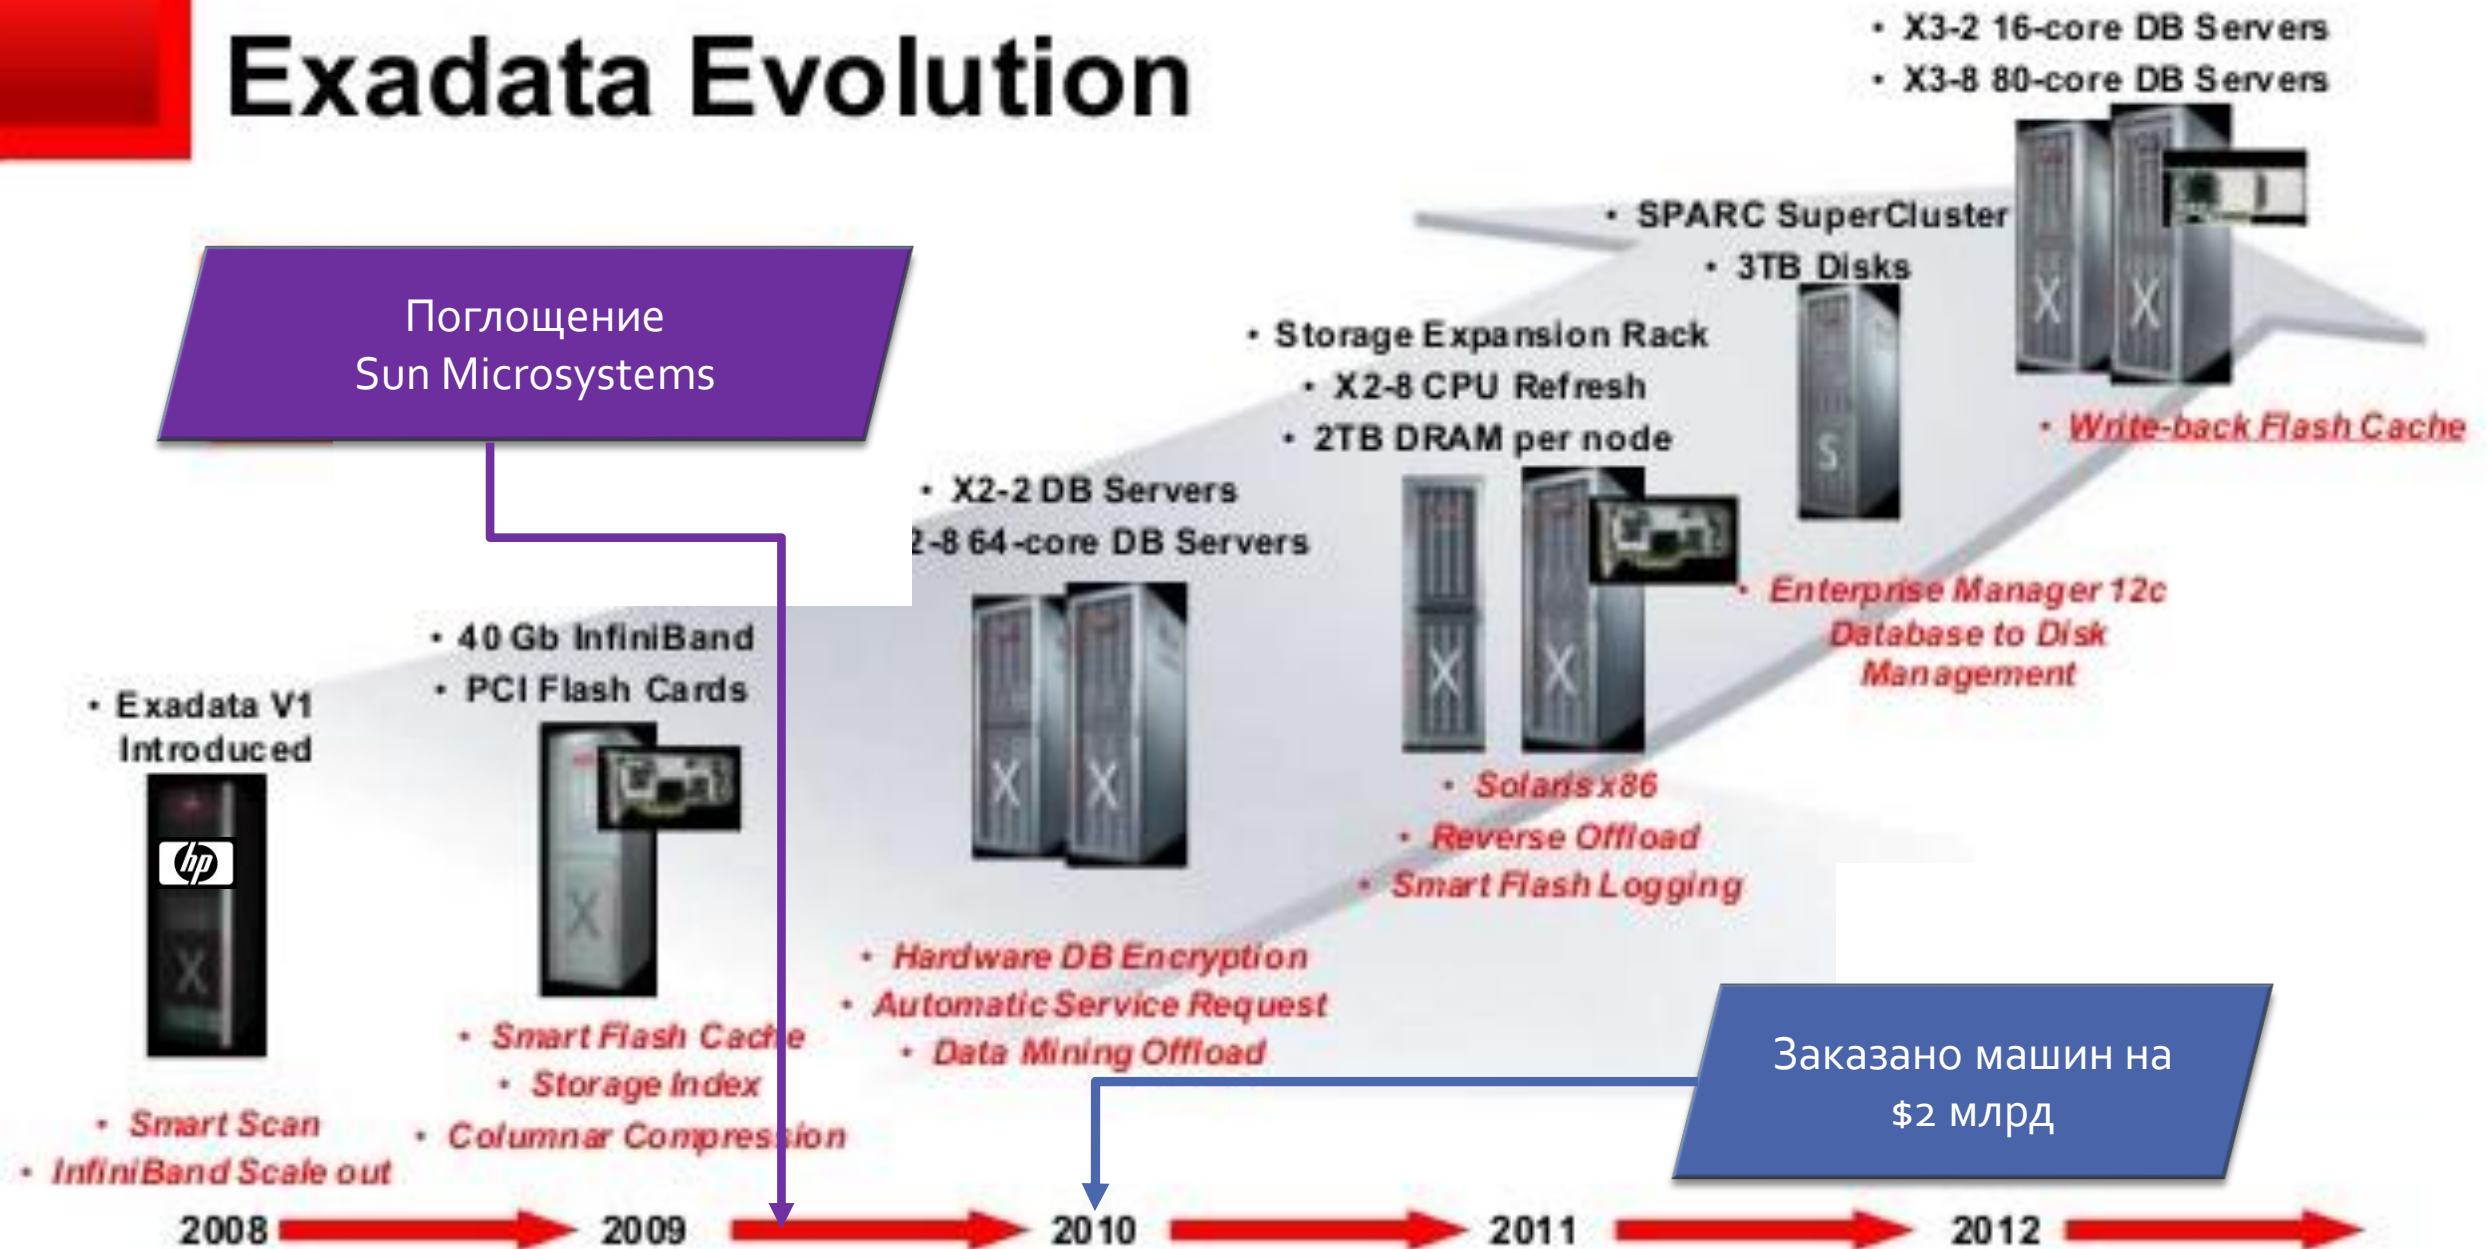 Exadata Evolution
• X3-2 16-core DB Servers
• X3-8 80-core DB Servers
• SPARC SuperCluster
• 3TB Disks
Поглощение
Sun Microsystems
• Storage Expansion Rack
• X2-8 CPU Refresh
• 2TB DRAM per node
• Write-back Flash Cache
• X2-2 DB Servers
2-8 64-core DB Servers
• Enterprise Manager 12c
Database to Disk
Management
• 40 Gb InfiniBand
• PCI Flash Cards
• Exadata V1
Introduced
hp
X
X
X
X
X
X
S
X
X
• Solaris x86
• Reverse Offload
• Smart Flash Logging
• Hardware DB Encryption
• Automatic Service Request
• Data Mining Offload
• Smart Flash Cache
• Storage Index
• Columnar Compression
• Smart Scan
• InfiniBand Scale out
Заказано машин на
$2 млрд
2008
2009
2010
2011
2012